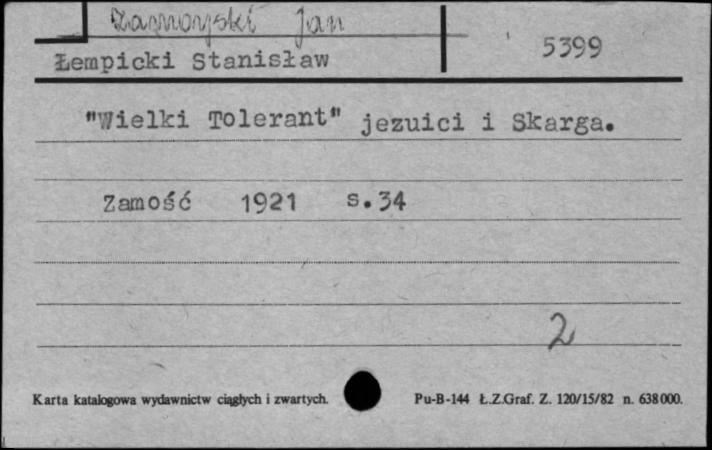 Zamoyski Jan
Łempicki Stanisław
5399
"Wielki Tolerant" jezuici i Skarga.
Zamość 1921 s.34
2
Karta katalogowa wydawnictw ciągłych i zwartych. Pu-B-144 Ł.Z.Graf. Z. 120/15/82 n. 638000.